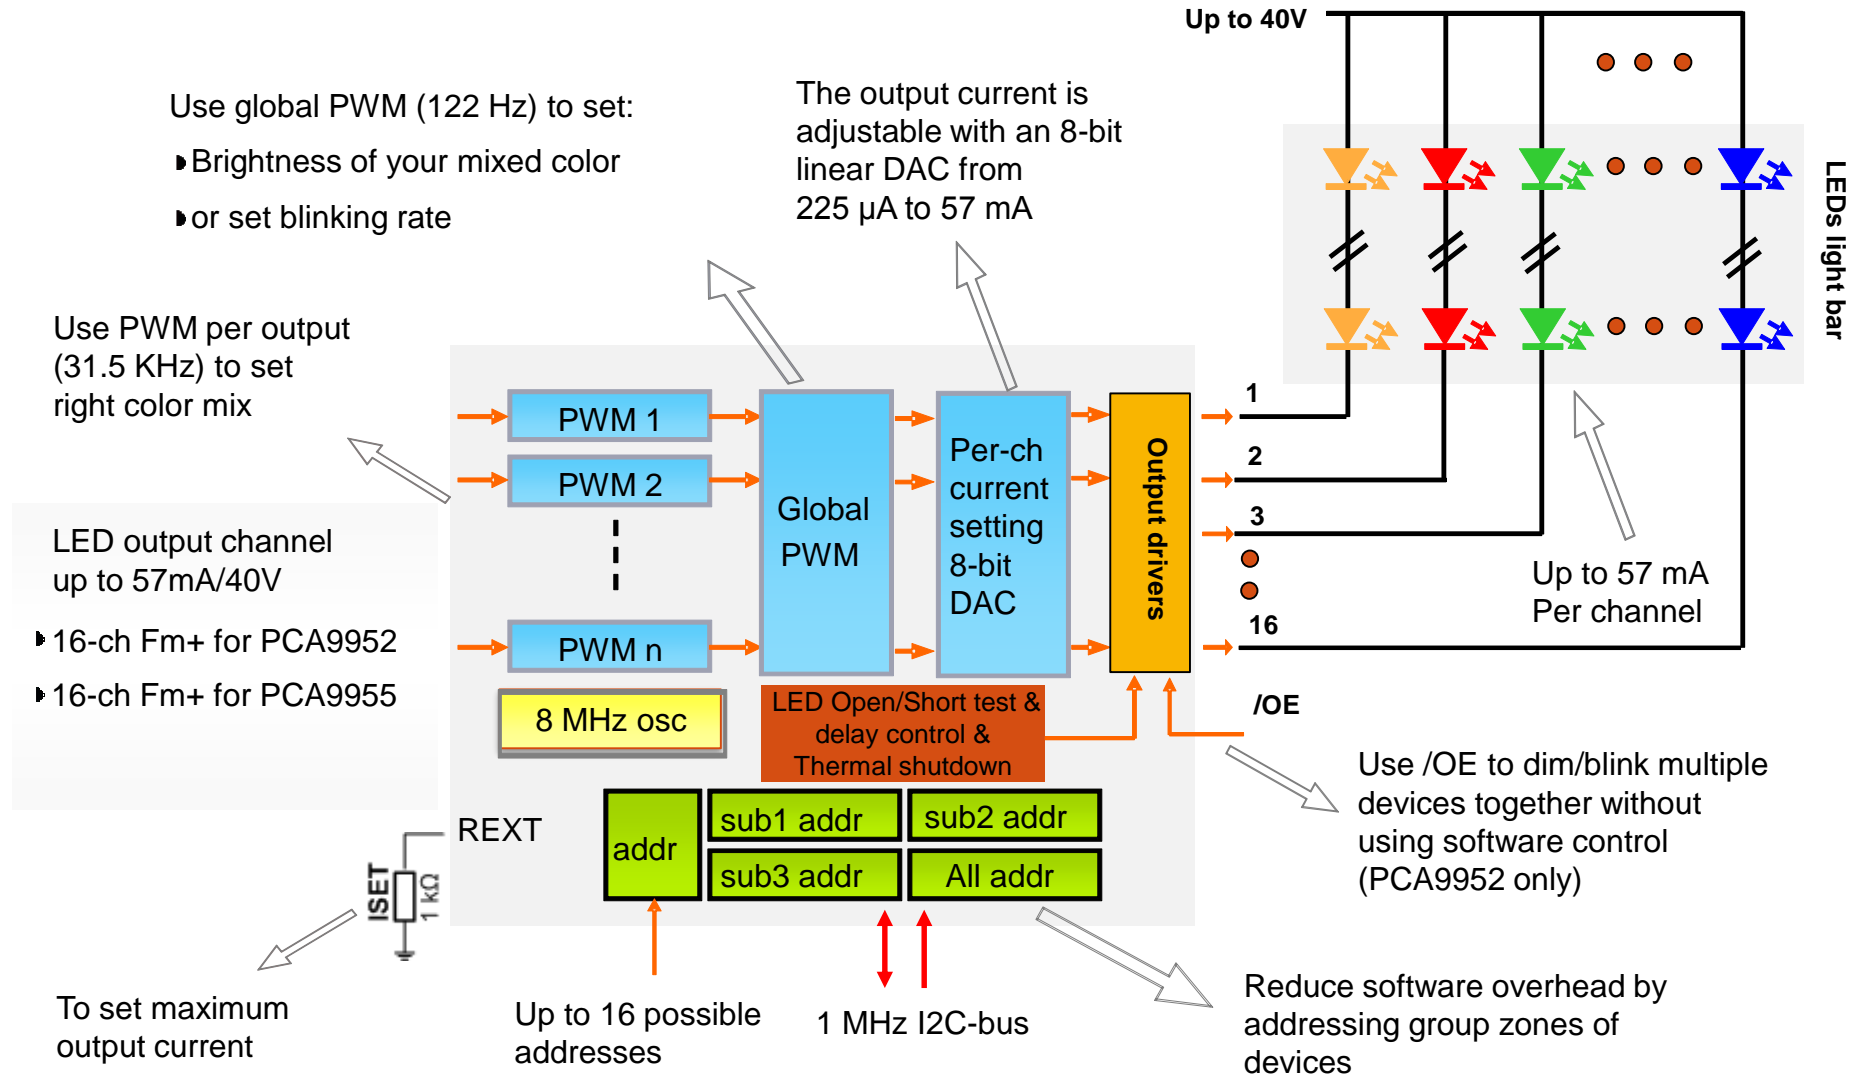 Up to 40V
Use global PWM (122 Hz) to set:
Brightness of your mixed color
or set blinking rate
The output current is
adjustable with an 8-bit
linear DAC from
225 µA to 57 mA
LEDs light bar
Use PWM per output
(31.5 KHz) to set
right color mix
LED output channel
up to 57mA/40V
16-ch Fm+ for PCA9952
16-ch Fm+ for PCA9955
PWM 1
PWM 2
PWM n
Global
PWM
Per-ch
current
setting
8-bit
DAC
Output drivers
1
2
3
16
Up to 57 mA
Per channel
8 MHz osc
LED Open/Short test &
delay control &
Thermal shutdown
/OE
Use /OE to dim/blink multiple
devices together without
using software control
(PCA9952 only)
REXT
ISET
1 kΩ
addr
sub1 addr
sub2 addr
sub3 addr
All addr
To set maximum
output current
Up to 16 possible
addresses
1 MHz I2C-bus
Reduce software overhead by
addressing group zones of
devices